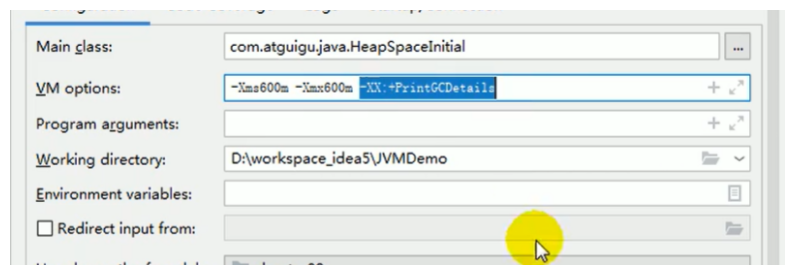 Main class: com.atguigu.java.HeapSpaceInitial ...
VM options: -Xms600m -Xmx600m -XX:+PrintGCDetails
Program arguments:
Working directory: D:\workspace_idea5\JVMDemo
Environment variables:
Redirect input from: